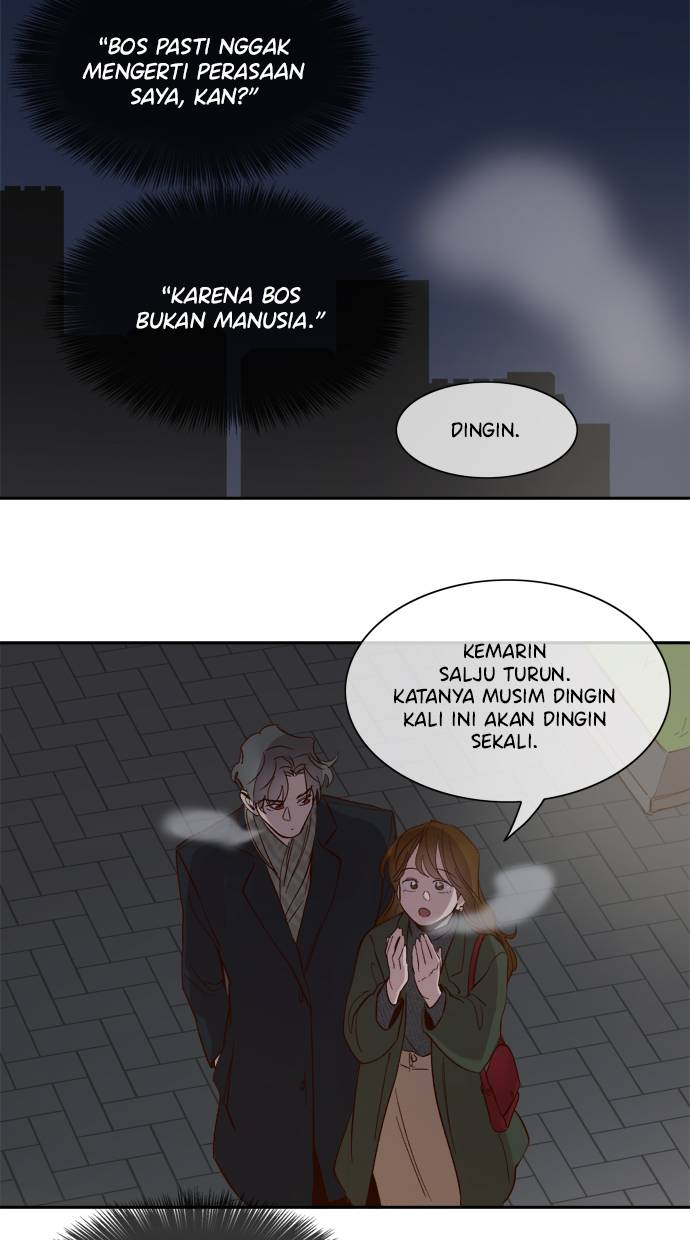 “BOS PASTI NGGAK
MENGERTI PERASAAN
SAYA, KAN?”
“KARENA BOS
BUKAN MANUSIA.”
DINGIN.
KEMARIN
SALJU TURUN.
KATANYA MUSIM DINGIN
KALI INI AKAN DINGIN
SEKALI.